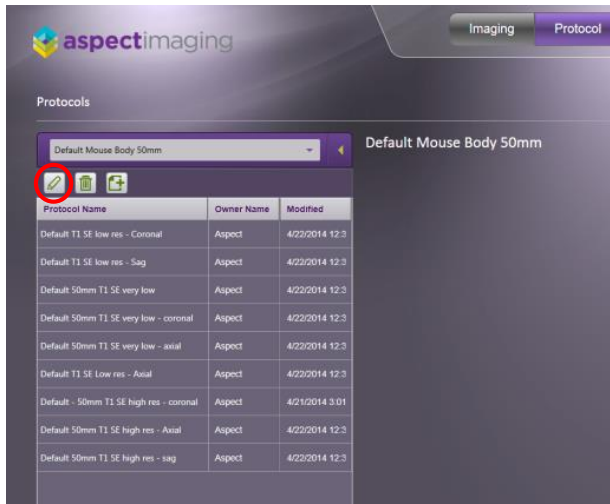 aspectimaging
Imaging Protocol
Protocols
Default Mouse Body 50mm
Default Mouse Body 50mm
Protocol Name Owner Name Modified
Default T1 SE low res - Coronal Aspect 4/22/2014 12:3
Default T1 SE low res - Sag Aspect 4/22/2014 12:3
Default 50mm T1 SE very low Aspect 4/22/2014 12:3
Default 50mm T1 SE very low - coronal Aspect 4/22/2014 12:3
Default 50mm T1 SE very low - axial Aspect 4/22/2014 12:3
Default T1 SE Low res - Axial Aspect 4/22/2014 12:3
Default - 50mm T1 SE high res - coronal Aspect 4/21/2014 3:01
Default 50mm T1 SE high res - Axial Aspect 4/22/2014 12:3
Default 50mm T1 SE high res - sag Aspect 4/22/2014 12:3